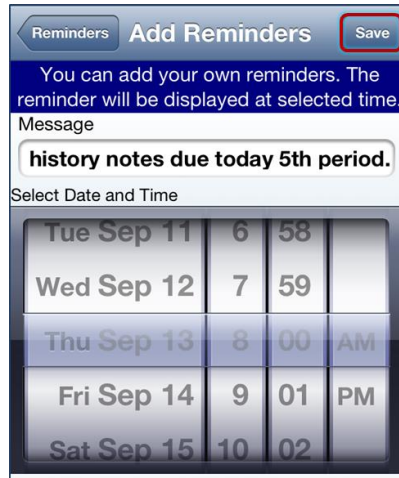 Reminders Add Reminders Save
You can add your own reminders. The
reminder will be displayed at selected time.
Message
history notes due today 5th period.
Select Date and Time
Tue Sep 11 6 58
Wed Sep 12 7 59
Thu Sep 13 8 00 AM
Fri Sep 14 9 01 PM
Sat Sep 15 10 02